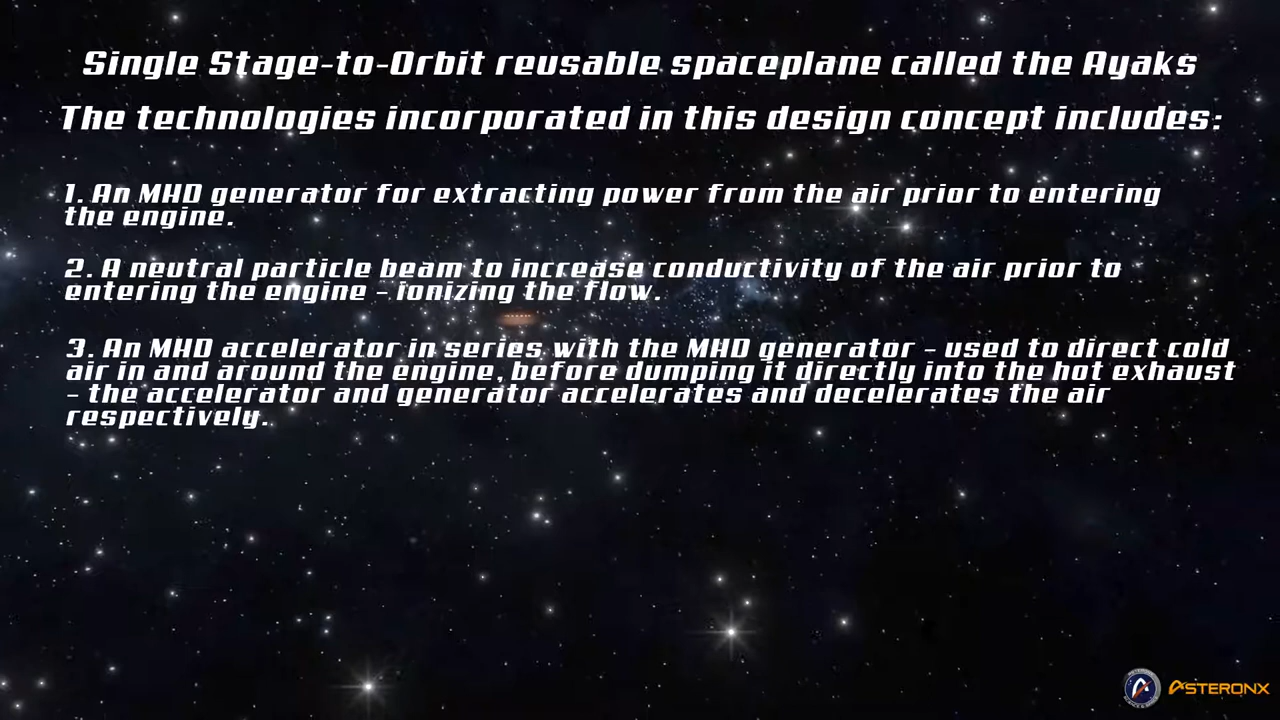 Single Stage-to-Orbit reusable spaceplane called the Ayaks
The technologies incorporated in this design concept includes:
1. An MHD generator for extracting power from the air prior to entering
the engine.
2. A neutral particle beam to increase conductivity of the air prior to
entering the engine - ionizing the flow.
3. An MHD accelerator in series with the MHD generator - used to direct cold
air in and around the engine, before dumping it directly into the hot exhaust
- the accelerator and generator accelerates and decelerates the air
respectively.
ASTERONX